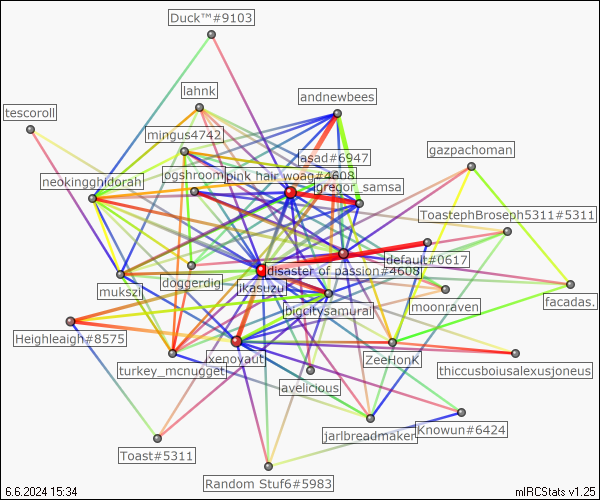 Duck™#9103
lahnk
andnewbees
tescoroll
mingus4742
asad#6947
gazpachoman
neokingghidorah
ogshroom
pink hair woag#4608
gregor_samsa
ToastephBroseph5311#5311
default#0617
disaster of passion#4608
mukszi
doggerdig
ikasuzu
moonraven
facadas.
bigcitysamurai
Heighleaigh#8575
xenoyaut
ZeeHonK
turkey_mcnugget
thiccusboiusalexusjoneus
avelicious
jarlbreadmaker
Knowun#6424
Toast#5311
Random Stuf6#5983
6.6.2024 15:34
mIRCStats v1.25